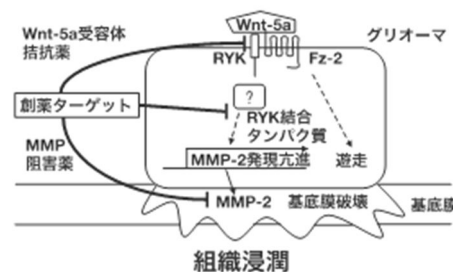 Wnt-5a受容体
拮抗薬
Wnt-5a
グリオーマ
RYK
Fz-2
創薬ターゲット
?
RYK結合
タンパク質
MMP
阻害薬
MMP-2発現亢進
遊走
MMP-2
基底膜破壊
基底膜
組織浸潤